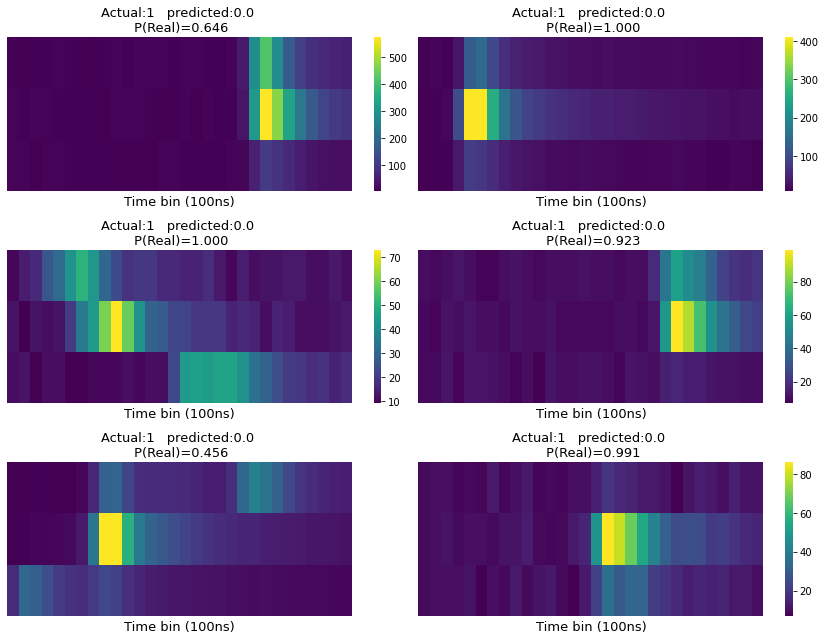 Actual:1   predicted:0.0
P(Real)=0.646
500
400
300
200
100
Time bin (100ns)
Actual:1   predicted:0.0
P(Real)=1.000
400
300
200
100
Time bin (100ns)
Actual:1   predicted:0.0
P(Real)=1.000
70
60
50
40
30
20
10
Time bin (100ns)
Actual:1   predicted:0.0
P(Real)=0.923
80
60
40
20
Time bin (100ns)
Actual:1   predicted:0.0
P(Real)=0.456
Time bin (100ns)
Actual:1   predicted:0.0
P(Real)=0.991
80
60
40
20
Time bin (100ns)